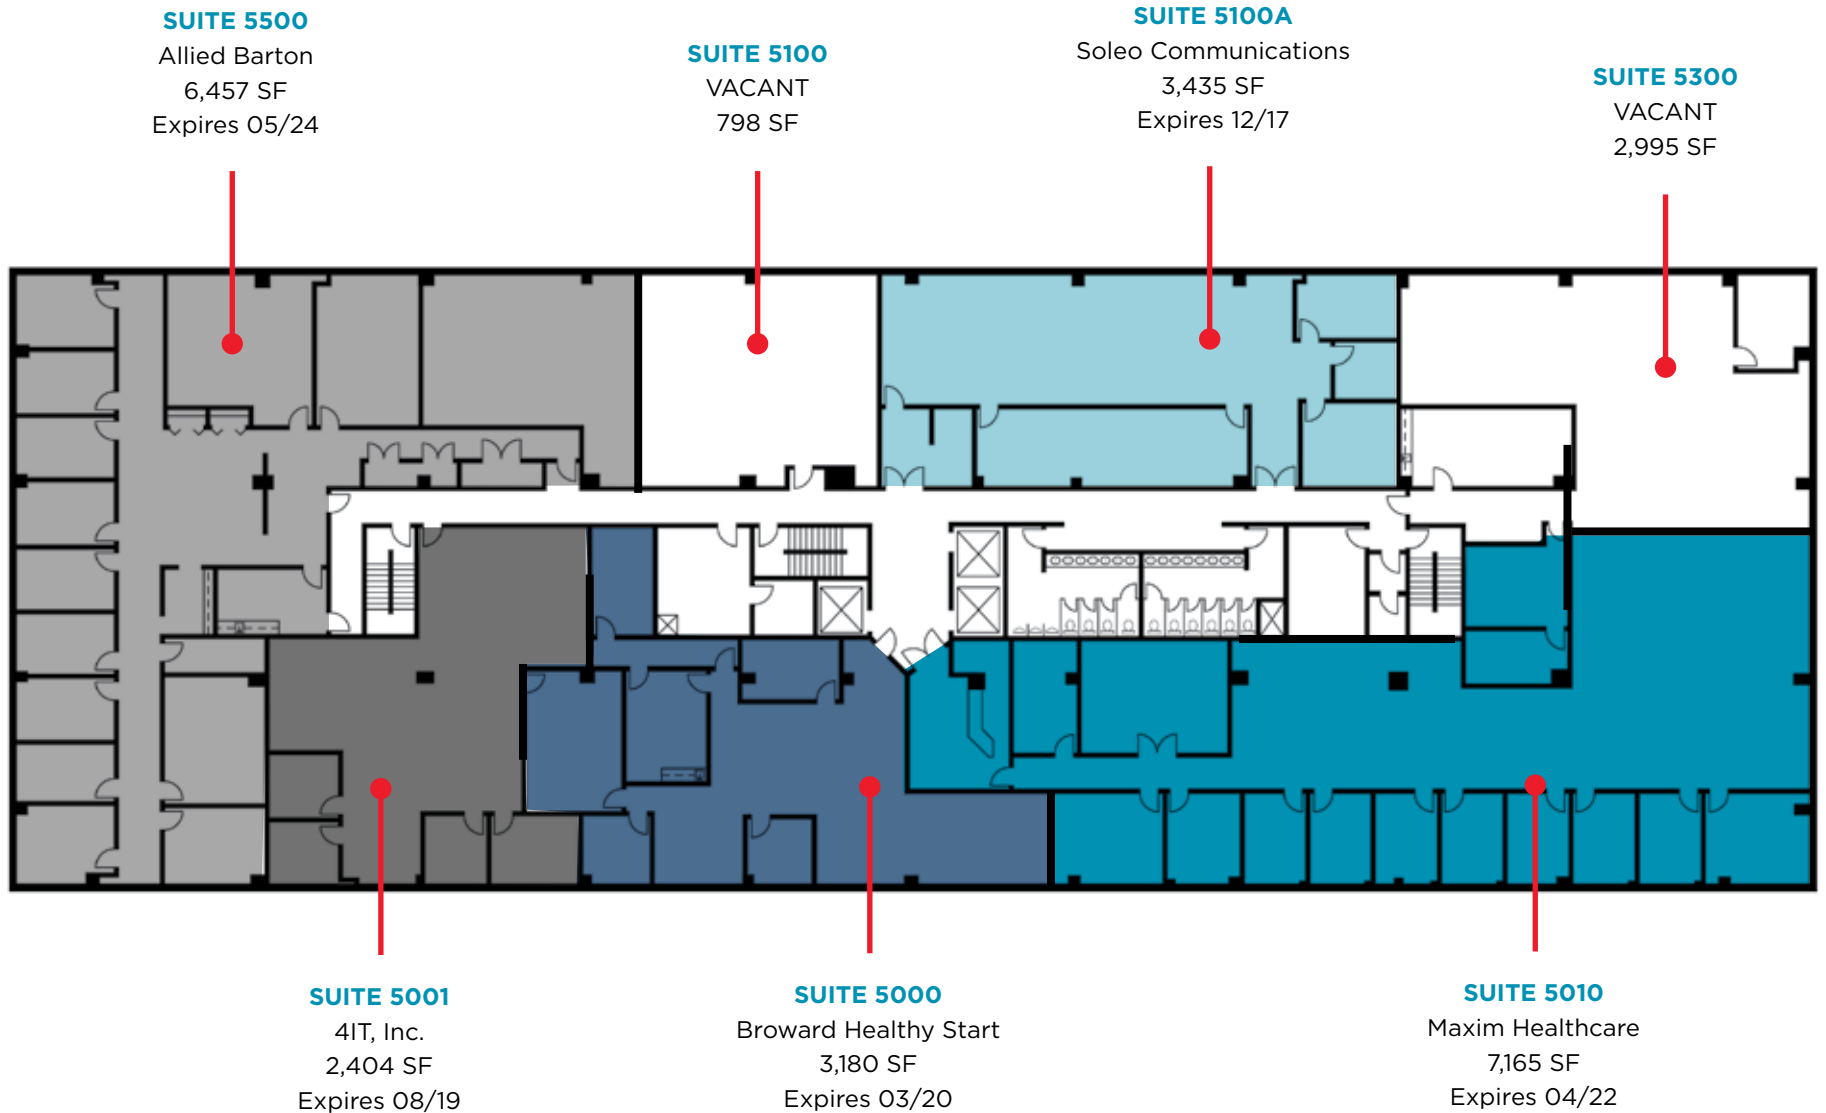 SUITE 5500
Allied Barton
6,457 SF
Expires 05/24
SUITE 5100
VACANT
798 SF
SUITE 5100A
Soleo Communications
3,435 SF
Expires 12/17
SUITE 5300
VACANT
2,995 SF
SUITE 5001
4IT, Inc.
2,404 SF
Expires 08/19
SUITE 5000
Broward Healthy Start
3,180 SF
Expires 03/20
SUITE 5010
Maxim Healthcare
7,165 SF
Expires 04/22